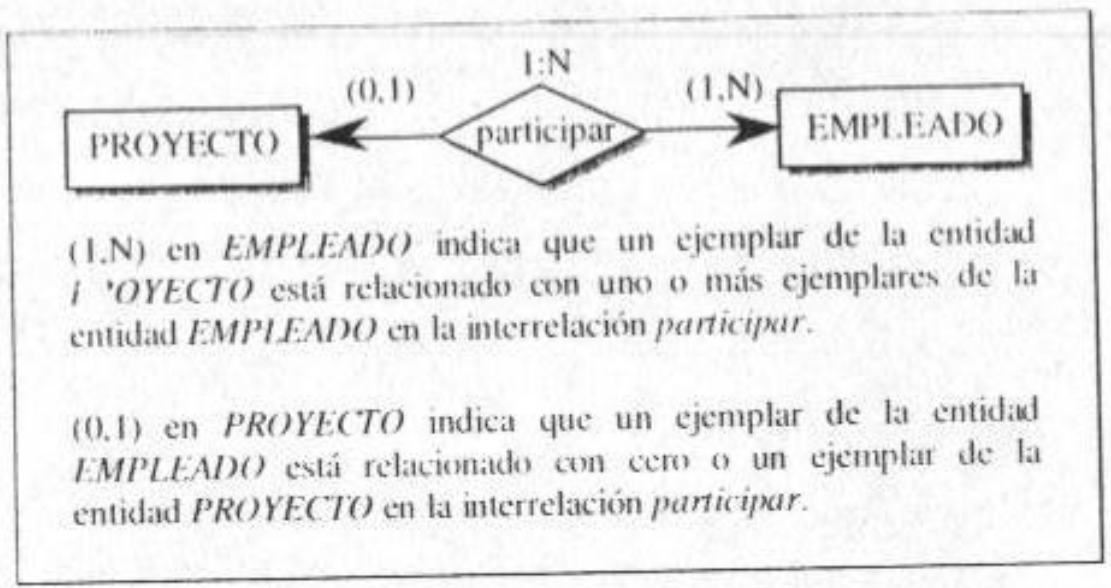 1:N
(0,1) (1,N)
PROYECTO participar EMPLEADO
(1,N) en EMPLEADO indica que un ejemplar de la entidad
OYECTO está relacionado con uno o más ejemplares de la
entidad EMPLEADO en la interrelación participar.
(0,1) en PROYECTO indica que un ejemplar de la entidad
EMPLEADO está relacionado con cero o un ejemplar de la
entidad PROYECTO en la interrelación participar.